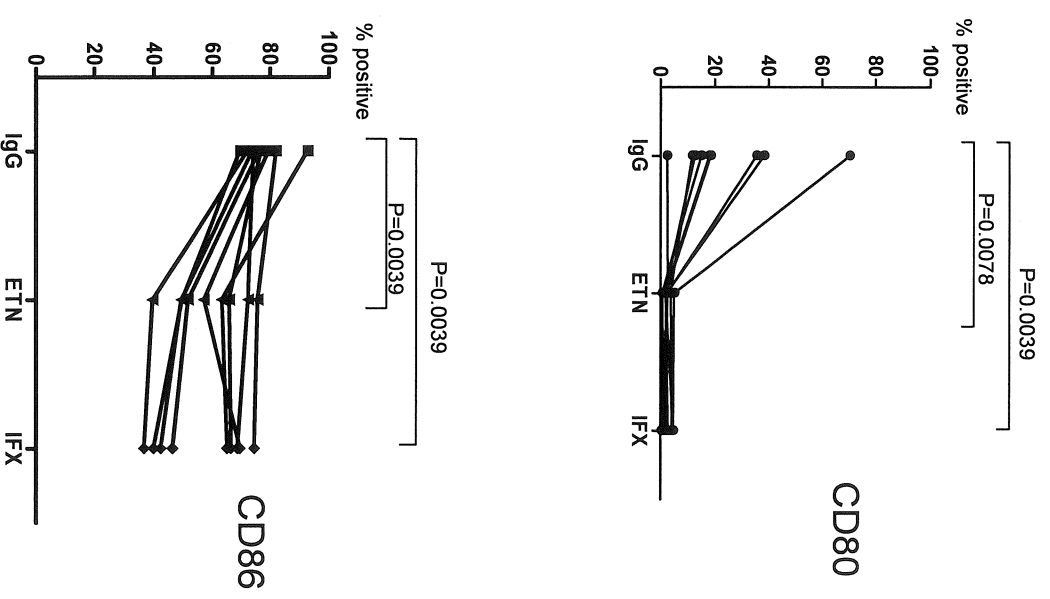 P=0.0039
P=0.0078
% positive
100
80
60
40
20
0
CD80
IgG ETN IFX
P=0.0039
P=0.0039
% positive
100
80
60
40
20
0
CD86
IgG ETN IFX